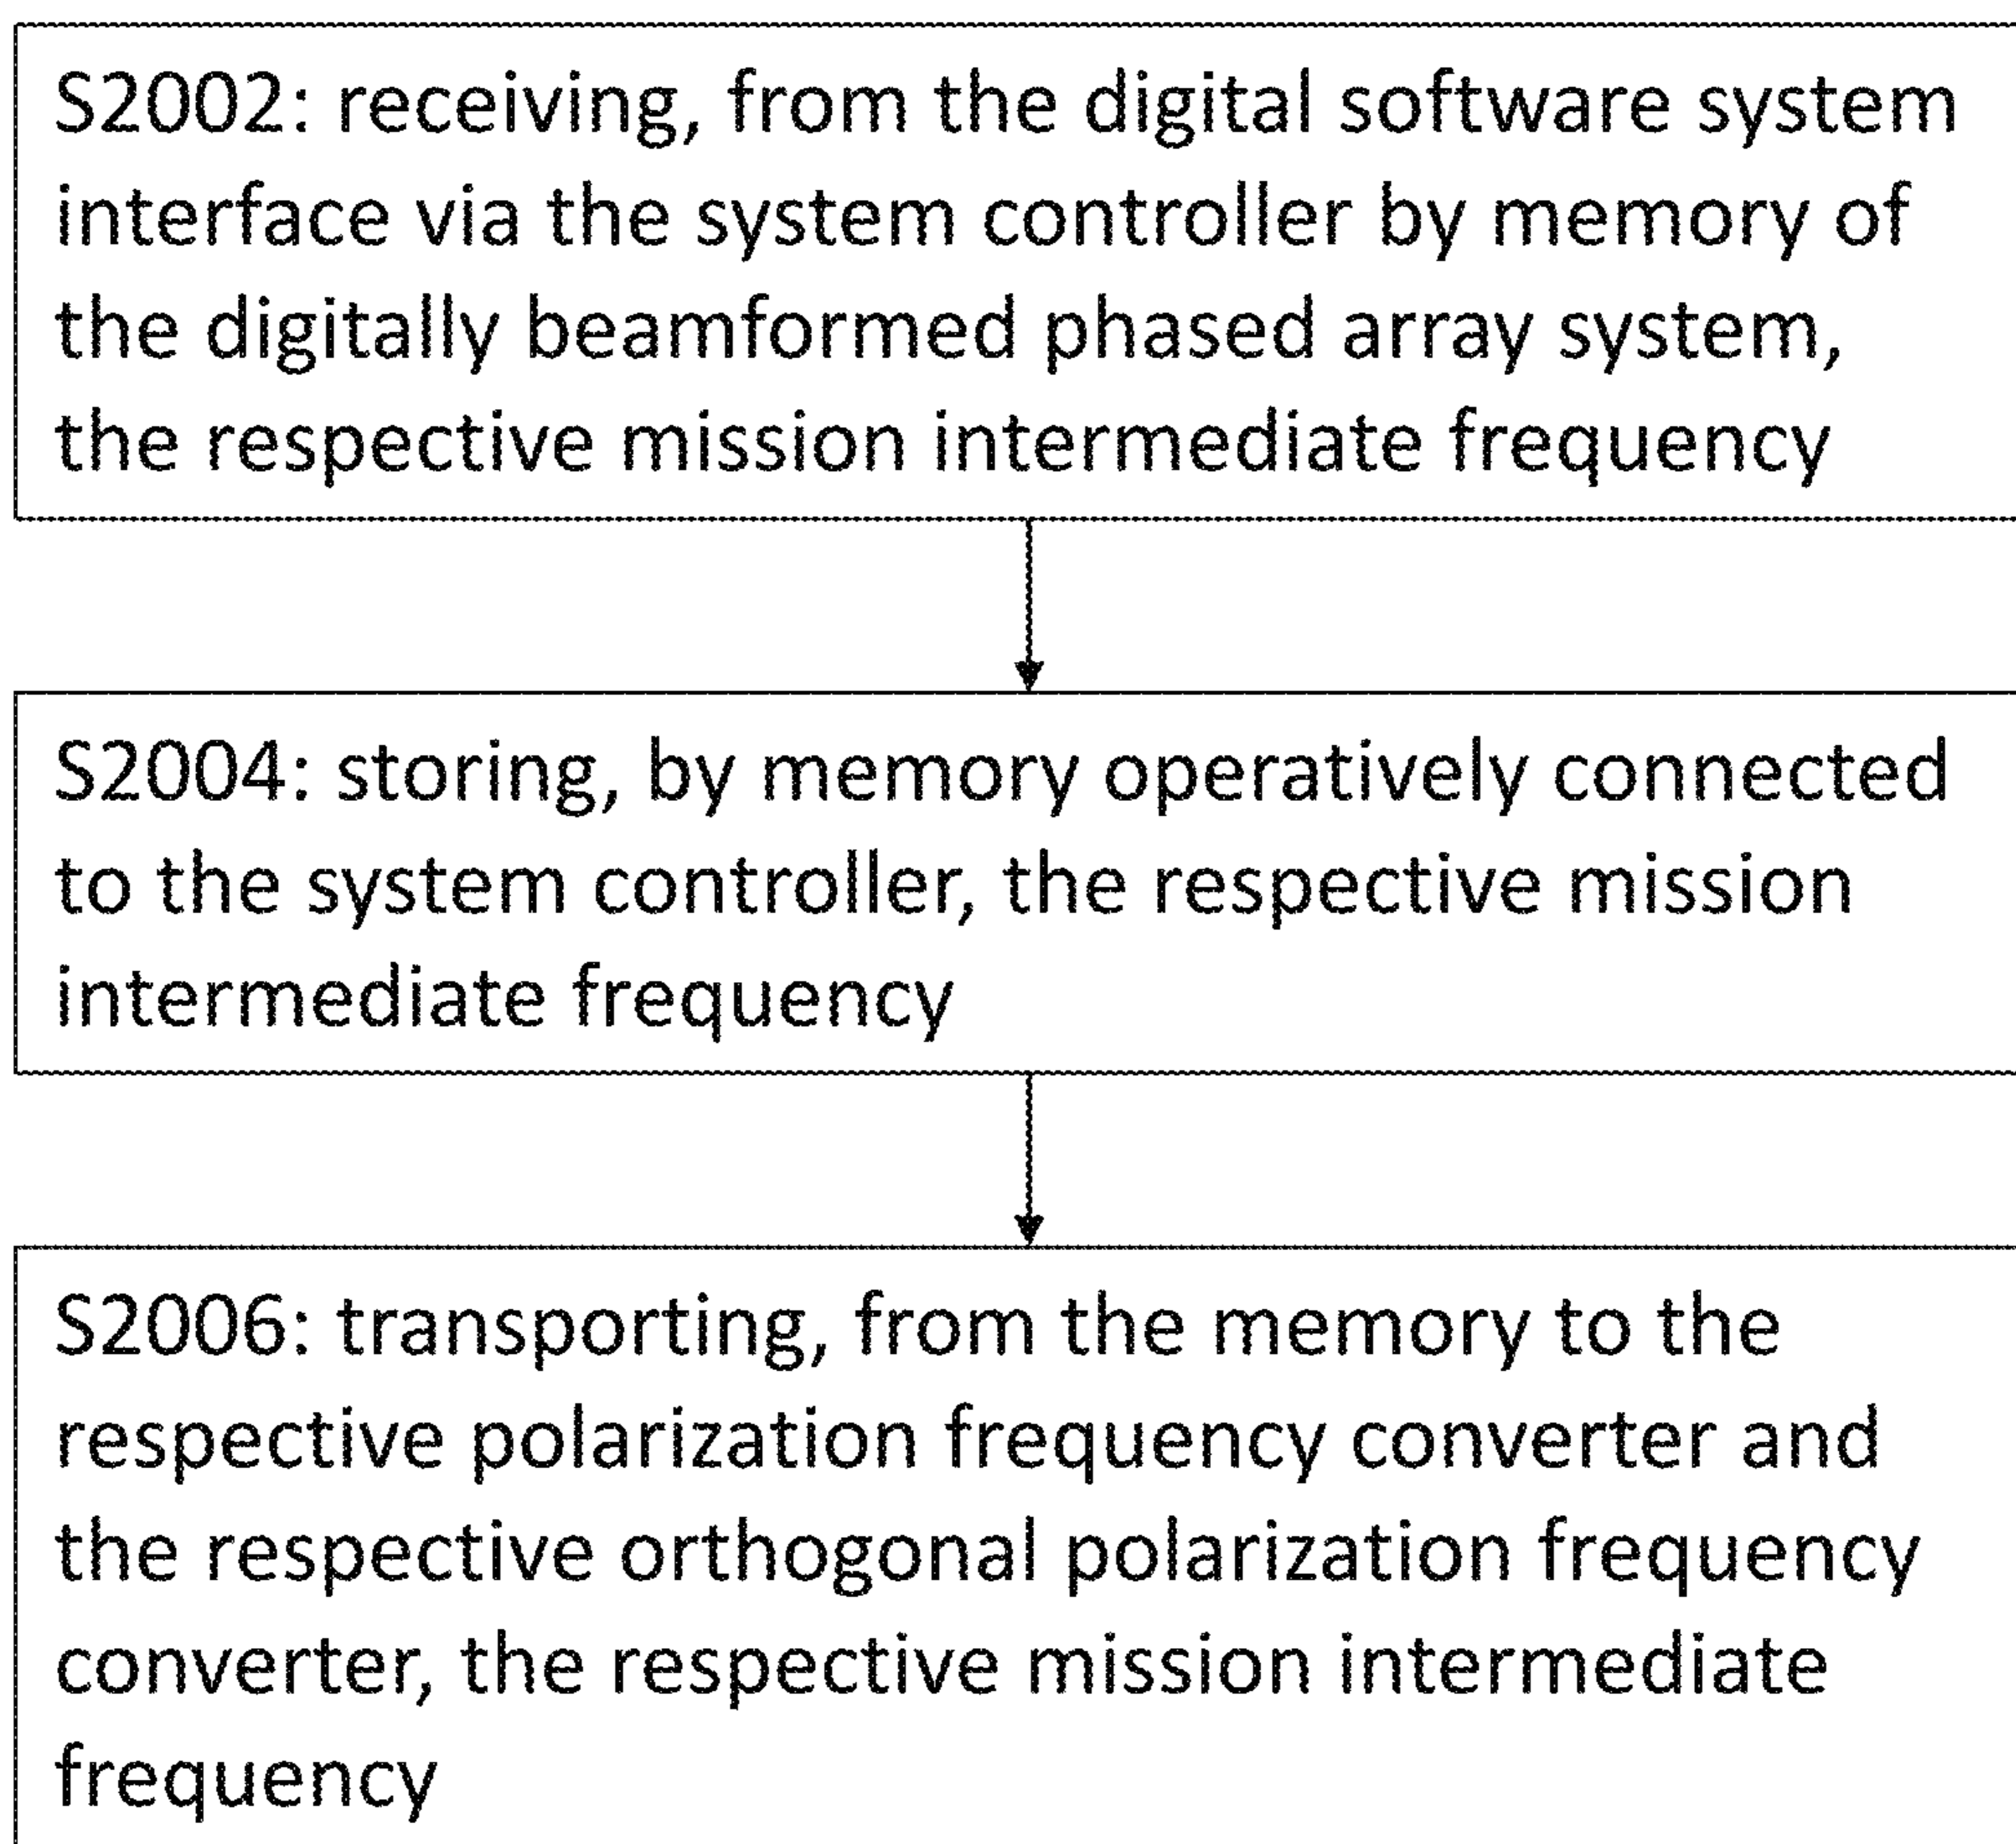 S2002: receiving, from the digital software system
interface via the system controller by memory of
the digitally beamformed phased array system,
the respective mission intermediate frequency
S2004: storing, by memory operatively connected
to the system controller, the respective mission
intermediate frequency
S2006: transporting, from the memory to the
respective polarization frequency converter and
the respective orthogonal polarization frequency
converter, the respective mission intermediate
frequency